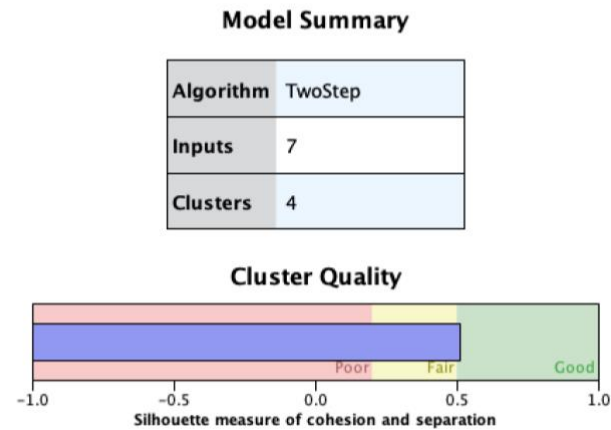 Model Summary
Algorithm TwoStep
Inputs 7
Clusters 4
Cluster Quality
Poor Fair Good
-1.0 -0.5 0.0 0.5 1.0
Silhouette measure of cohesion and separation